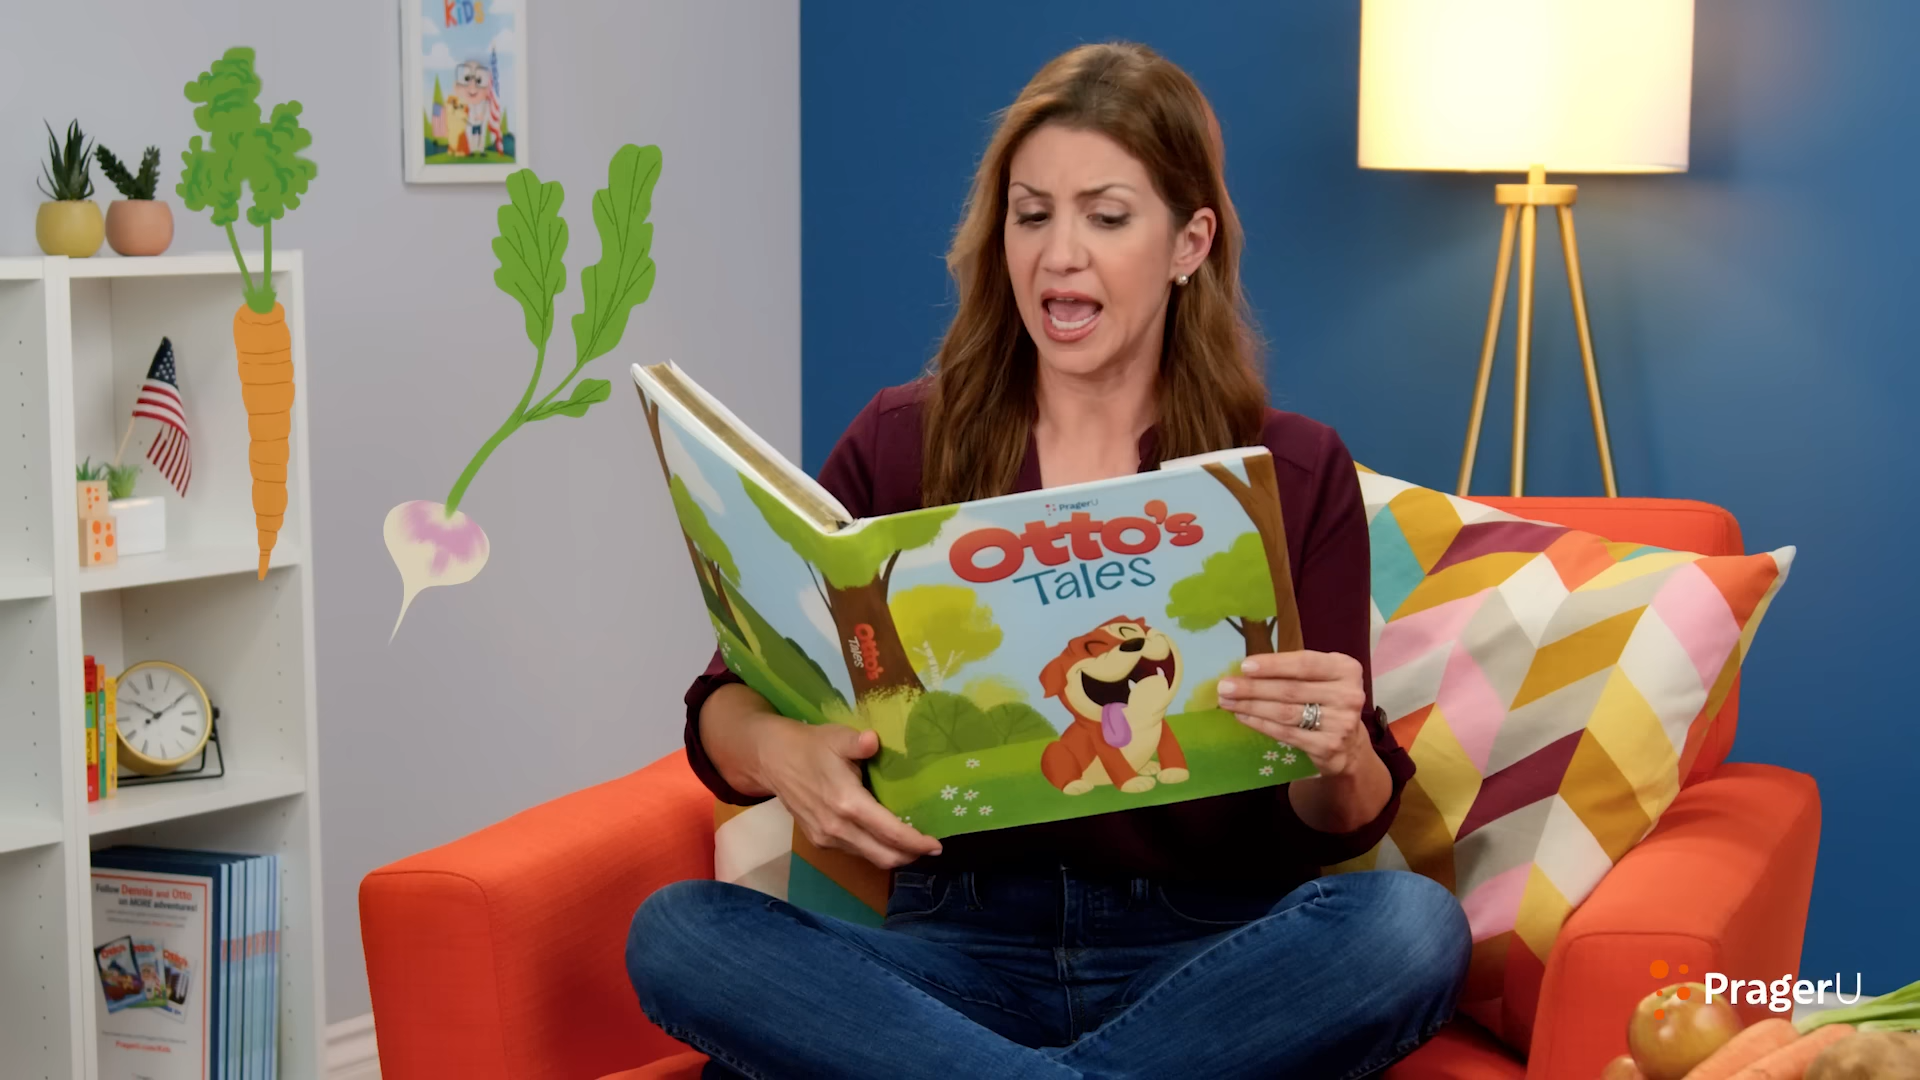 KiDS
PragerU
Otto's
Tales
Otto's
Tales
Follow Dennis and Otto
on MORE adventures!
PragerU